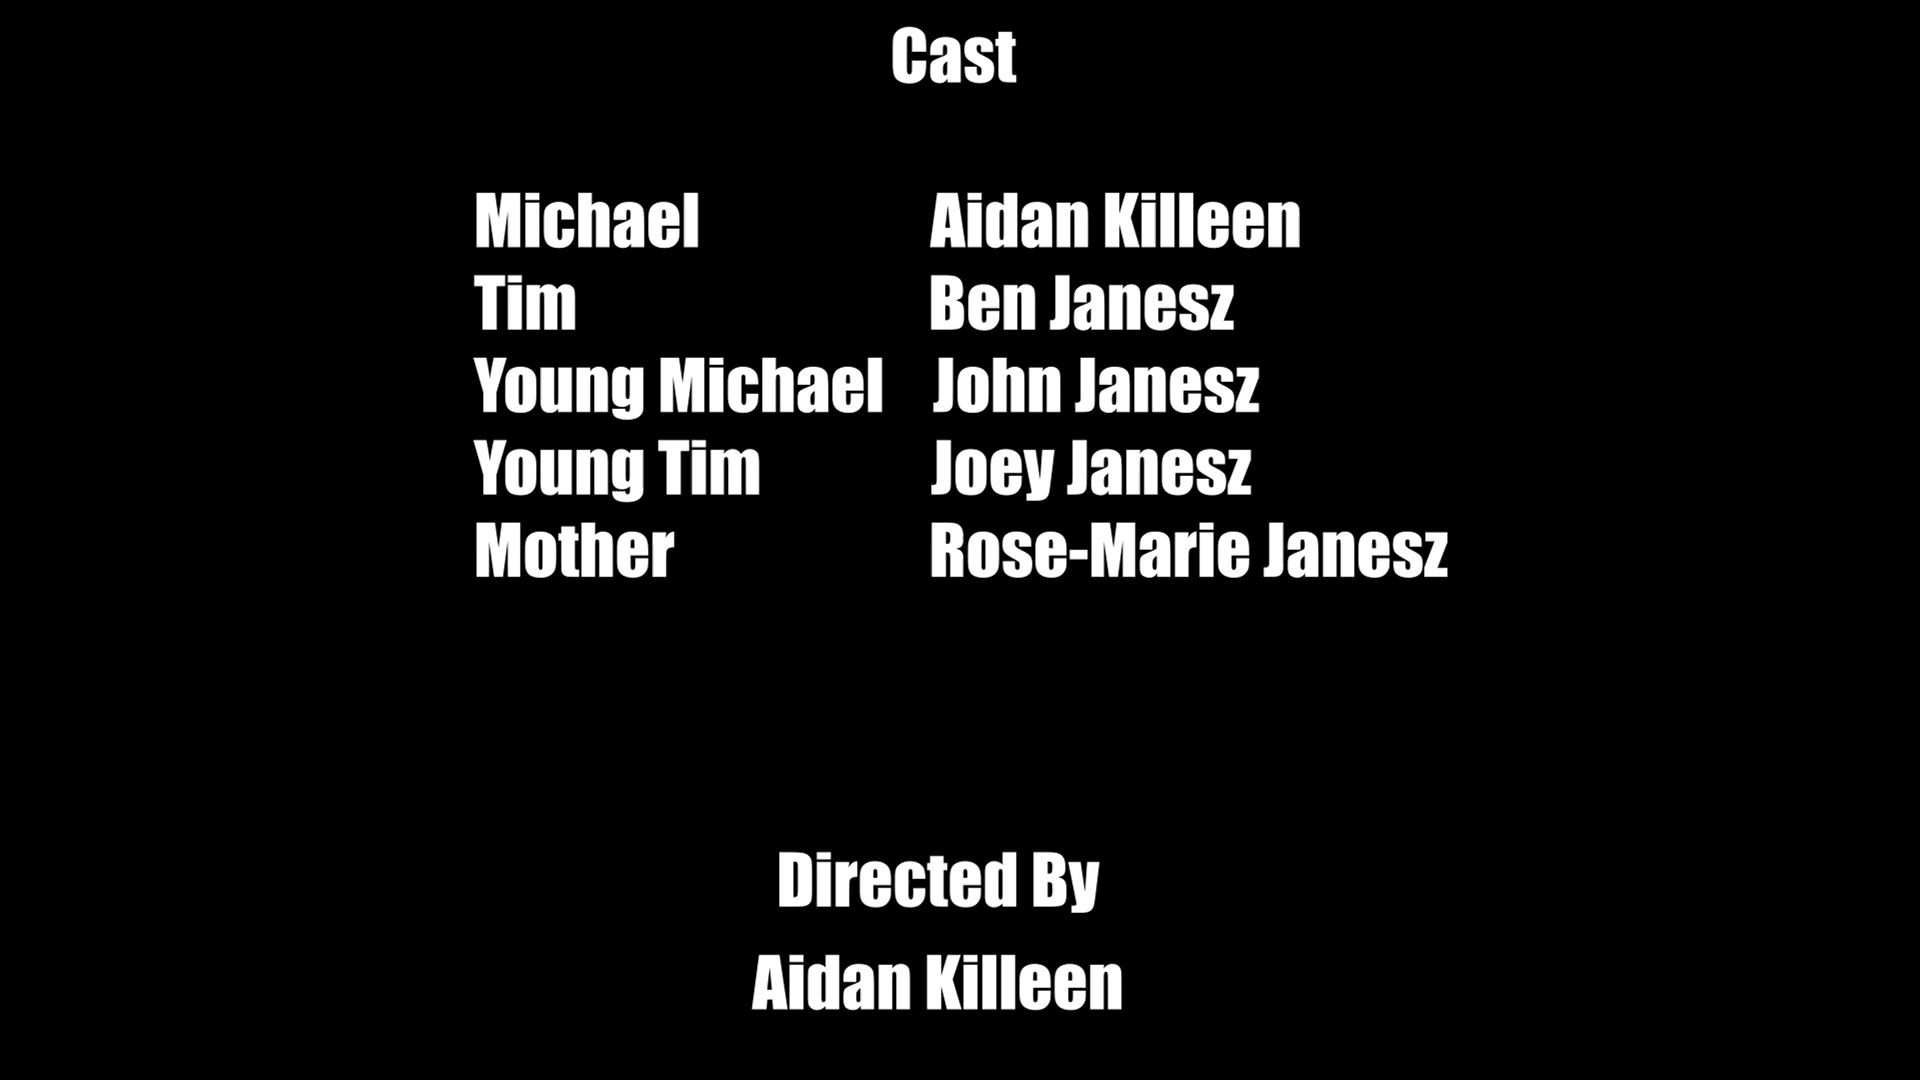 Cast
Michael Aidan Killeen
Tim Ben Janesz
Young Michael John Janesz
Young Tim Joey Janesz
Mother Rose-Marie Janesz
Directed By
Aidan Killeen